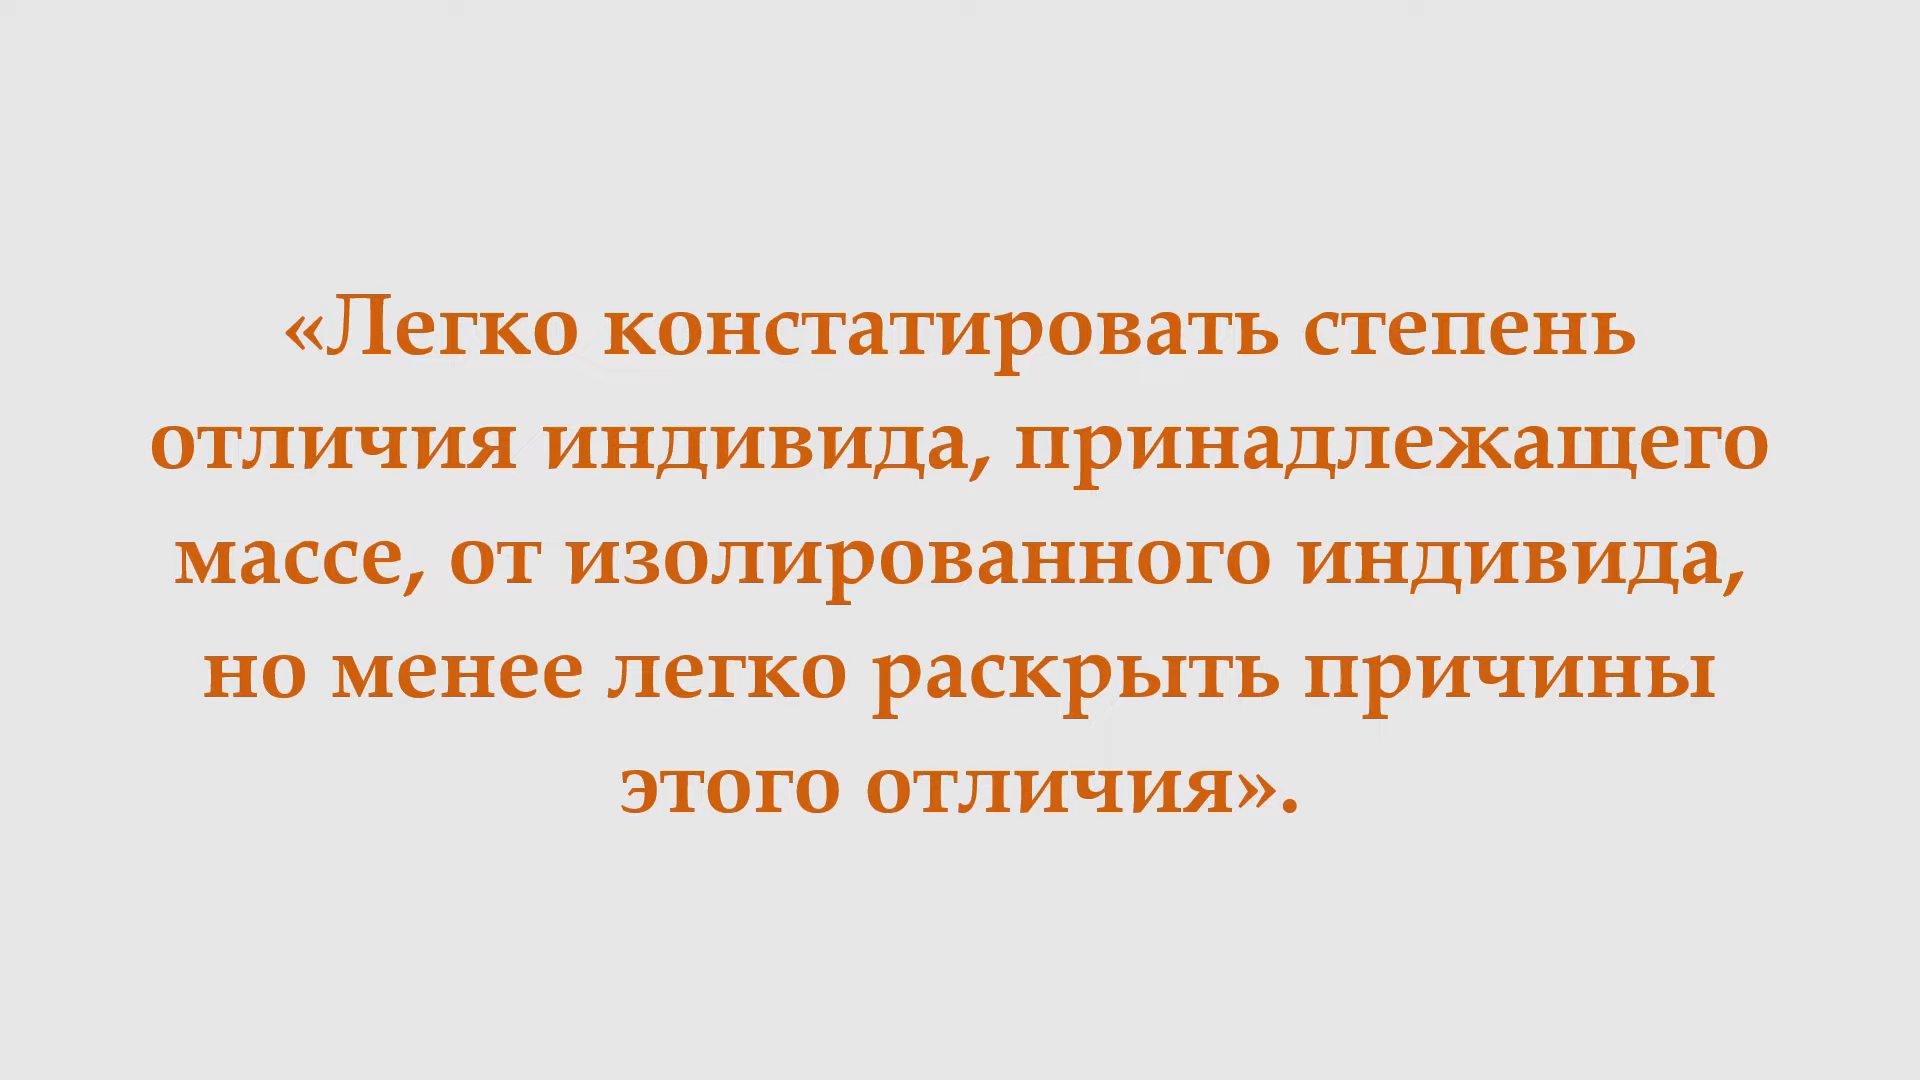 «Легко констатировать степень
отличия индивида, принадлежащего
массе, от изолированного индивида,
но менее легко раскрыть причины
этого отличия».